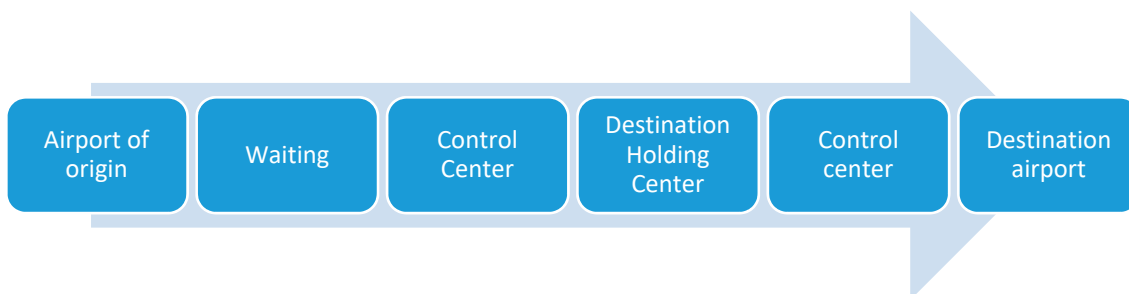 Airport of
origin
Waiting
Control
Center
Destination
Holding
Center
Control
center
Destination
airport